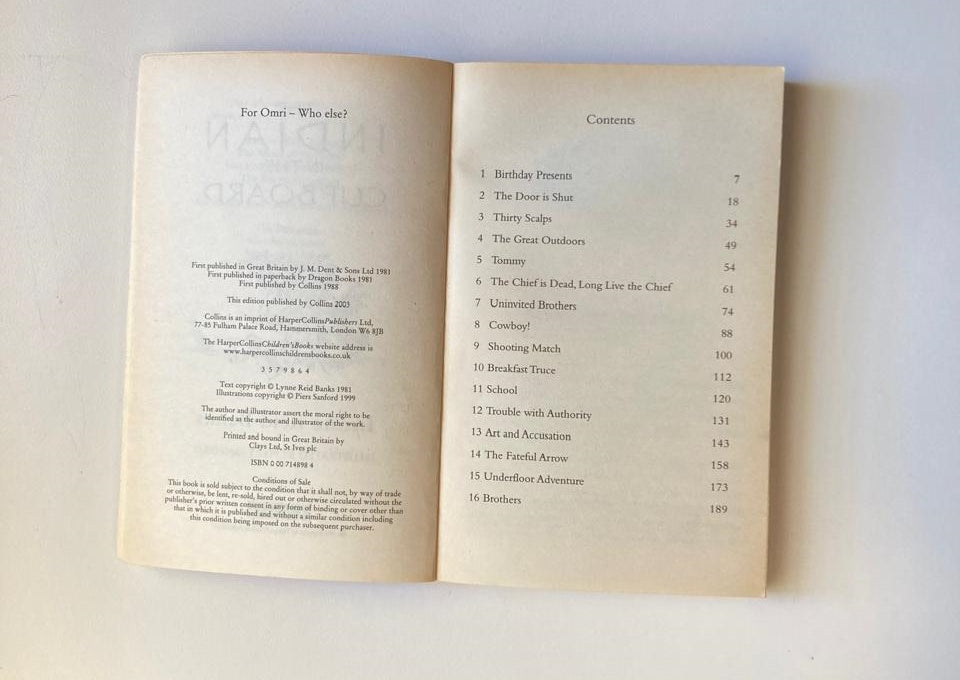 For Omri – Who else?
First published in Great Britain by J. M. Dent & Sons Ltd 1981
First published in paperback by Dragon Books 1981
First published by Collins 1988
This edition published by Collins 2003
Collins is an imprint of HarperCollinsPublishers Ltd,
77-85 Fulham Palace Road, Hammersmith, London W6 8JB
The HarperCollinsChildren'sBooks website address is
www.harpercollinschildrensbooks.co.uk
3 5 7 9 8 6 4
Text copyright © Lynne Reid Banks 1981
Illustrations copyright © Piers Sanford 1999
The author and illustrator assert the moral right to be
identified as the author and illustrator of the work.
Printed and bound in Great Britain by
Clays Ltd, St Ives plc
ISBN 0 00 714898 4
Conditions of Sale
This book is sold subject to the condition that it shall not, by way of trade
or otherwise, be lent, re-sold, hired out or otherwise circulated without the
publisher's prior written consent in any form of binding or cover other than
that in which it is published and without a similar condition including
this condition being imposed on the subsequent purchaser.
Contents
1 Birthday Presents 7
2 The Door is Shut 18
3 Thirty Scalps 34
4 The Great Outdoors 49
5 Tommy 54
6 The Chief is Dead, Long Live the Chief 61
7 Uninvited Brothers 74
8 Cowboy! 88
9 Shooting Match 100
10 Breakfast Truce 112
11 School 120
12 Trouble with Authority 131
13 Art and Accusation 143
14 The Fateful Arrow 158
15 Underfloor Adventure 173
16 Brothers 189